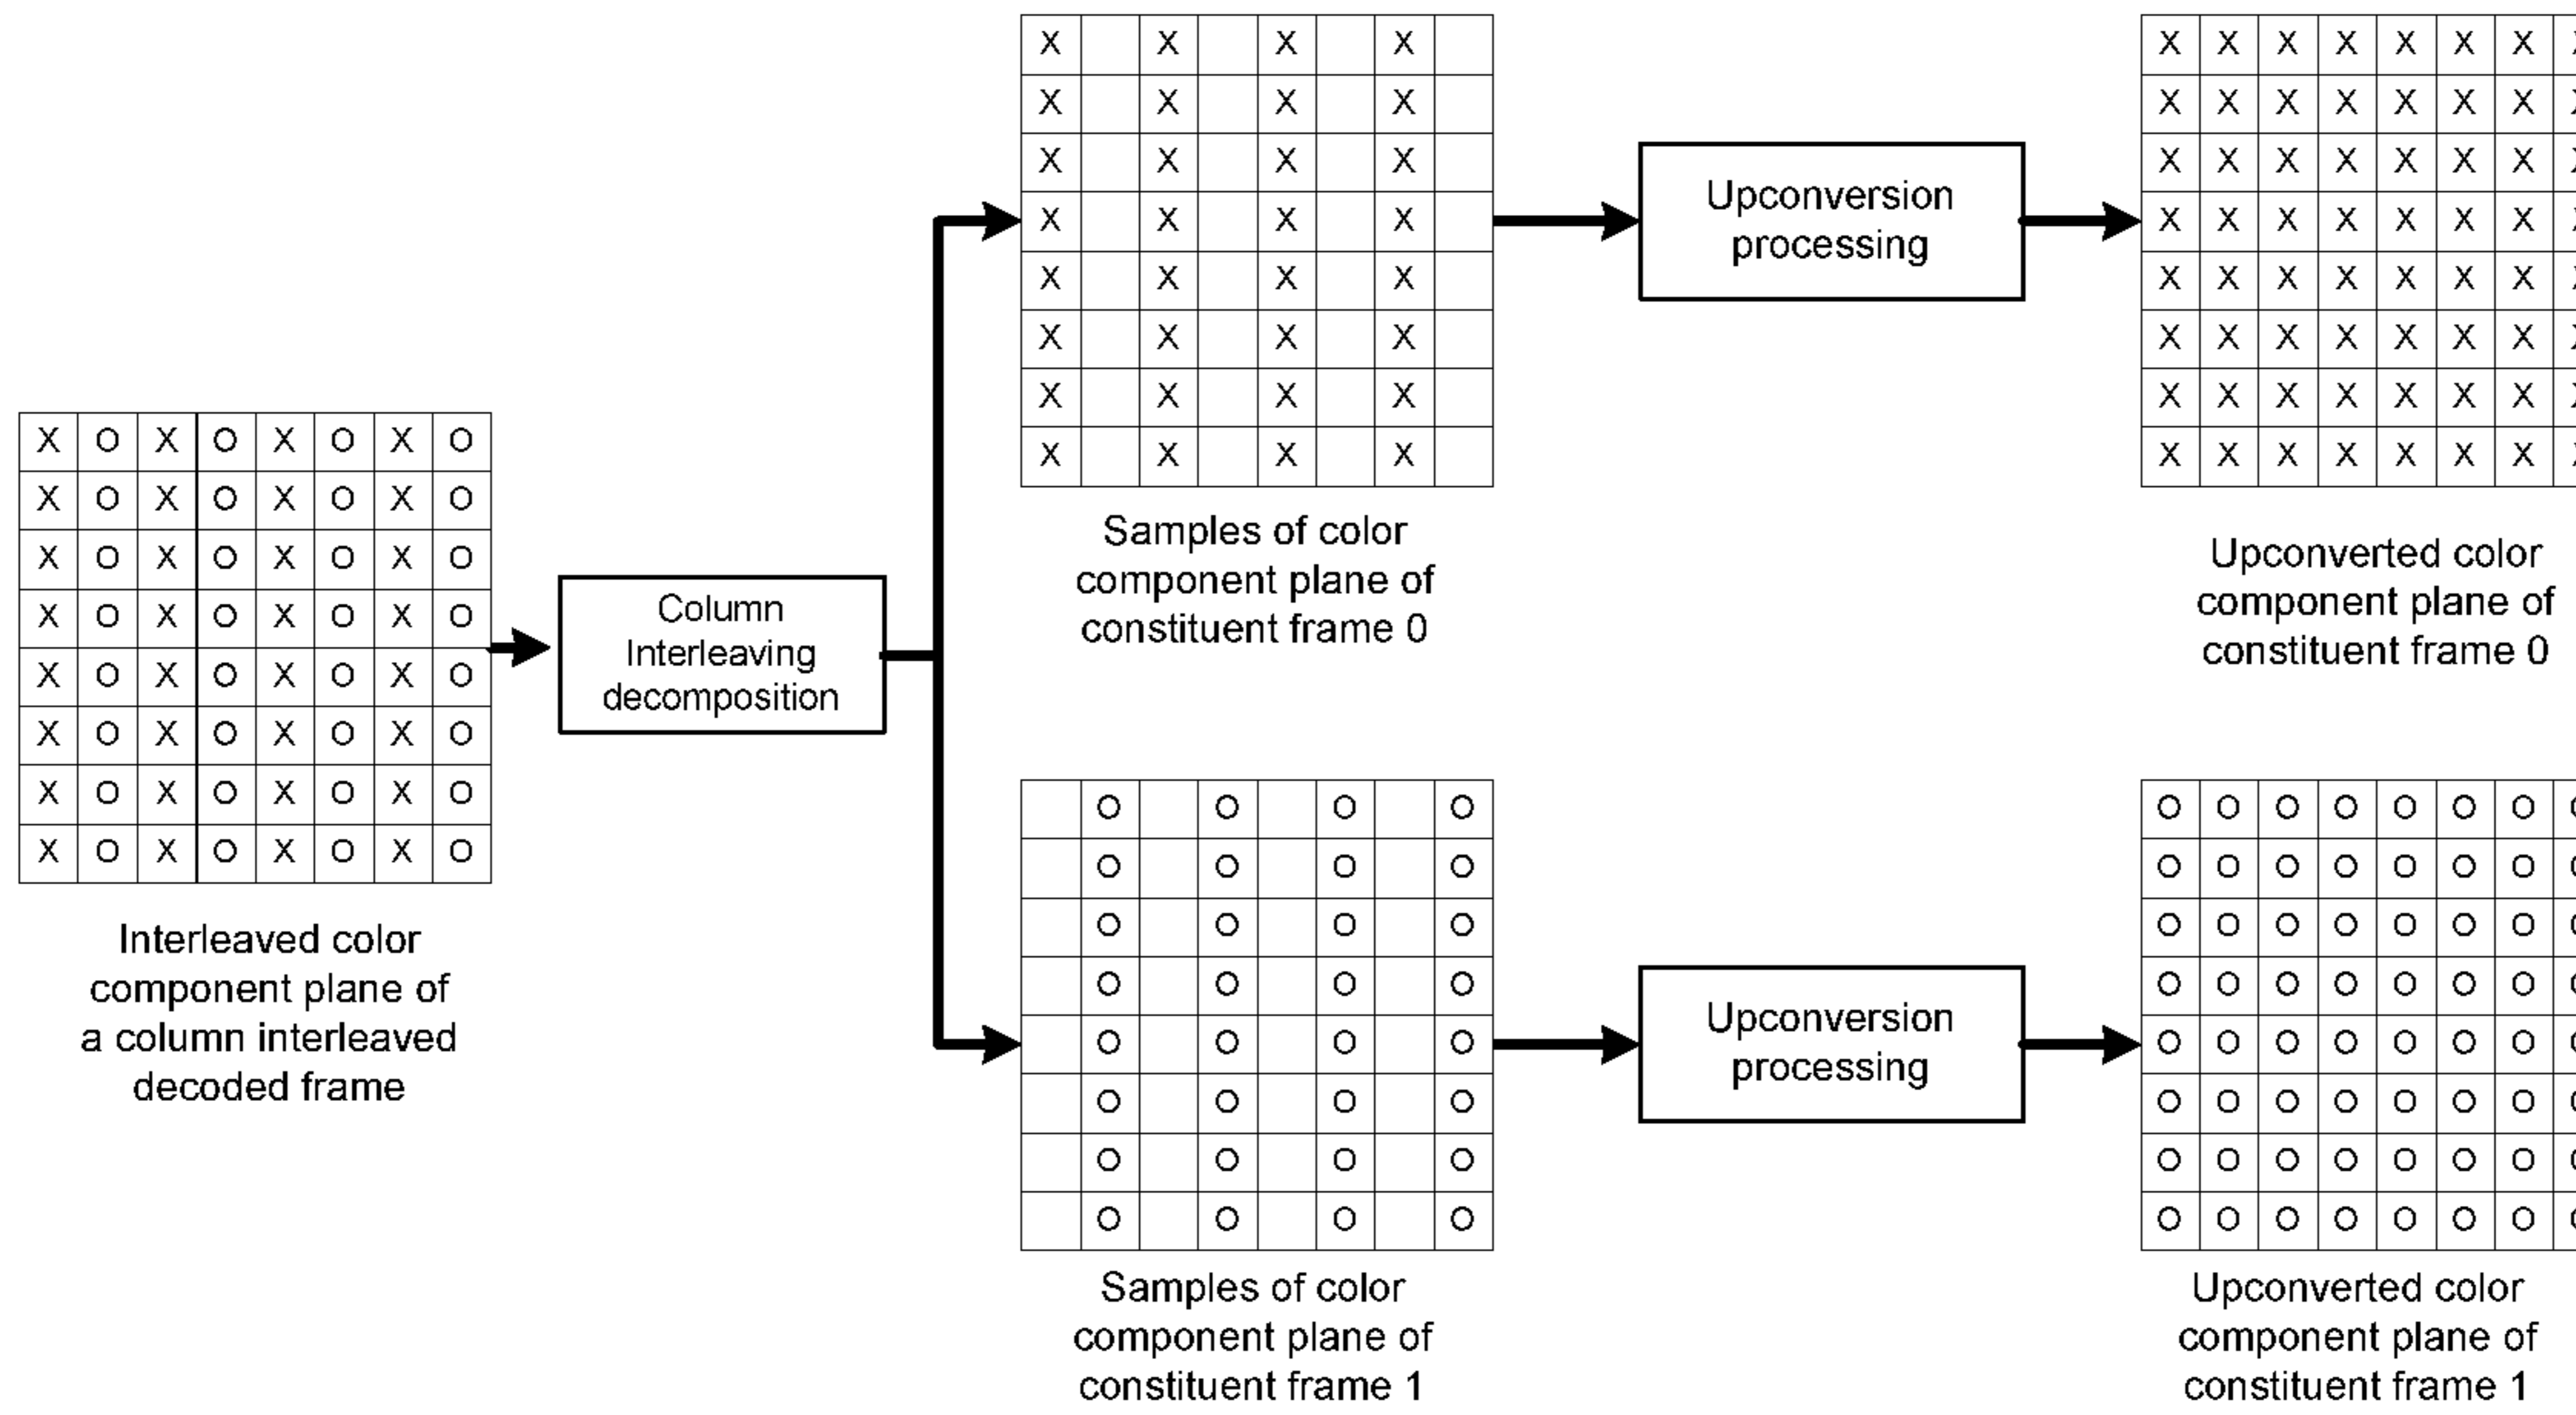 X O X O X O X O
X O X O X O X O
X O X O X O X O
X O X O X O X O
X O X O X O X O
X O X O X O X O
X O X O X O X O
X O X O X O X O
Interleaved color
component plane of
a column interleaved
decoded frame
Column
Interleaving
decomposition
X X X X
X X X X
X X X X
X X X X
X X X X
X X X X
X X X X
X X X X
Samples of color
component plane of
constituent frame 0
Upconversion
processing
X X X X X X X
X X X X X X X
X X X X X X X
X X X X X X X
X X X X X X X
X X X X X X X
X X X X X X X
X X X X X X X
Upconverted color
component plane of
constituent frame 0
O O O O
O O O O
O O O O
O O O O
O O O O
O O O O
O O O O
O O O O
Samples of color
component plane of
constituent frame 1
Upconversion
processing
O O O O O O O
O O O O O O O
O O O O O O O
O O O O O O O
O O O O O O O
O O O O O O O
O O O O O O O
O O O O O O O
Upconverted color
component plane of
constituent frame 1